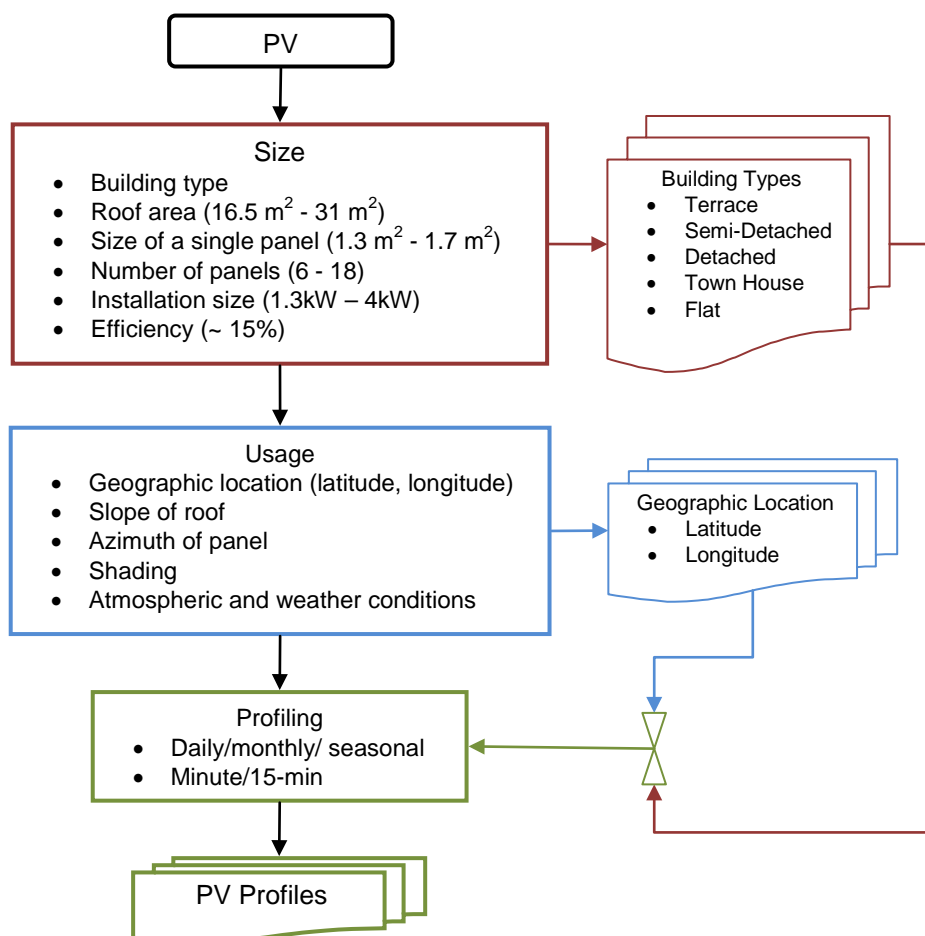 PV
Size
• Building type
• Roof area (16.5 m² - 31 m²)
• Size of a single panel (1.3 m² - 1.7 m²)
• Number of panels (6 - 18)
• Installation size (1.3kW – 4kW)
• Efficiency (~ 15%)
Building Types
• Terrace
• Semi-Detached
• Detached
• Town House
• Flat
Usage
• Geographic location (latitude, longitude)
• Slope of roof
• Azimuth of panel
• Shading
• Atmospheric and weather conditions
Geographic Location
• Latitude
• Longitude
Profiling
• Daily/monthly/ seasonal
• Minute/15-min
PV Profiles